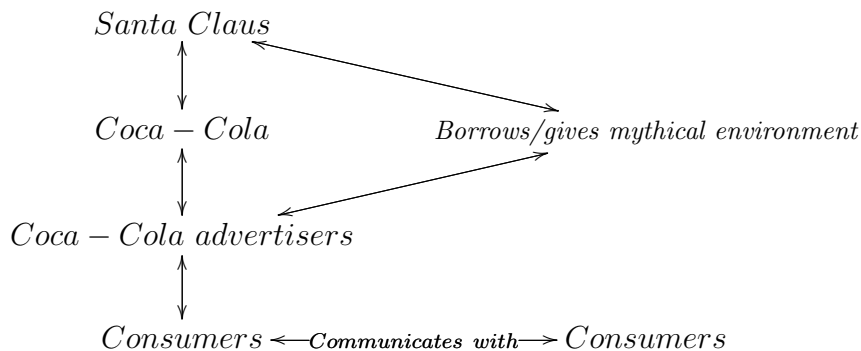 Santa Claus
Coca − Cola Borrows/gives mythical environment
Coca − Cola advertisers
Consumers Communicates with Consumers